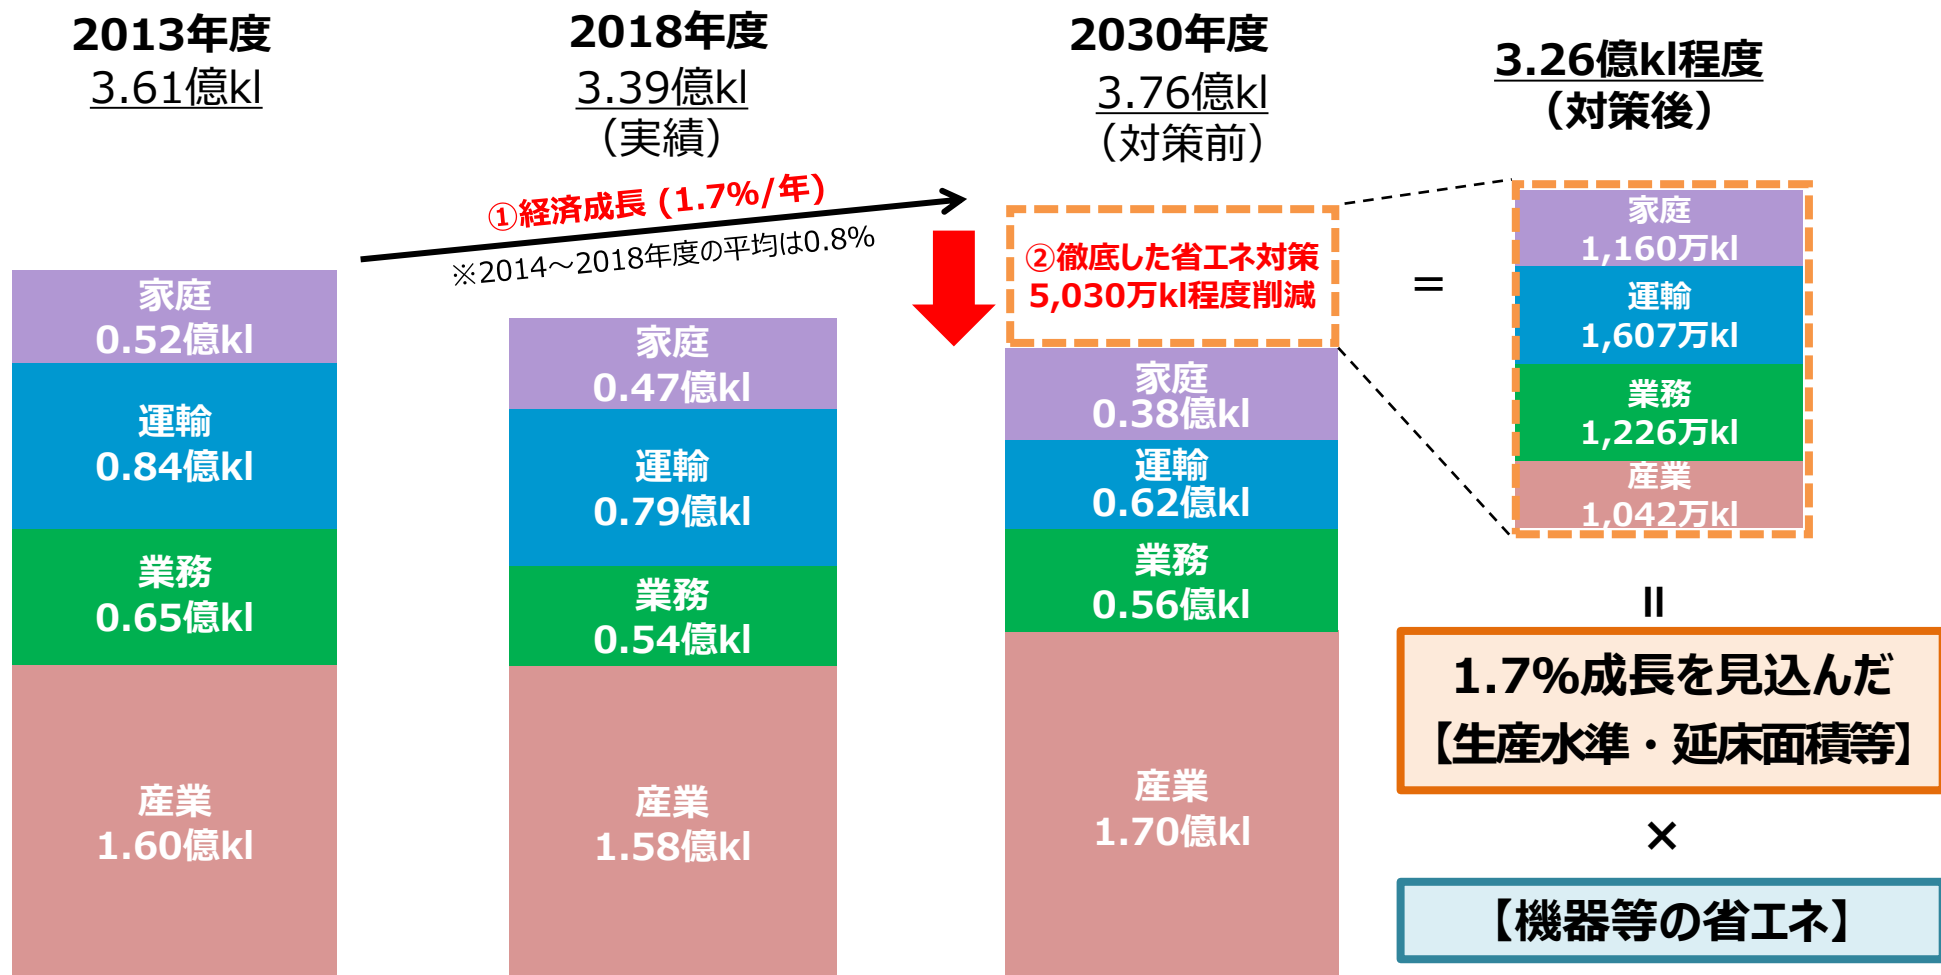 2013年度
3.61億kl
2018年度
3.39億kl
（実績）
2030年度
3.76億kl
（対策前）
3.26億kl程度
（対策後）
①経済成長 (1.7%/年)
※2014～2018年度の平均は0.8%
家庭
0.52億kl
運輸
0.84億kl
業務
0.65億kl
産業
1.60億kl
家庭
0.47億kl
運輸
0.79億kl
業務
0.54億kl
産業
1.58億kl
②徹底した省エネ対策
5,030万kl程度削減
家庭
0.38億kl
運輸
0.62億kl
業務
0.56億kl
産業
1.70億kl
=
家庭
1,160万kl
運輸
1,607万kl
業務
1,226万kl
産業
1,042万kl
=
1.7%成長を見込んだ
【生産水準・延床面積等】
×
【機器等の省エネ】